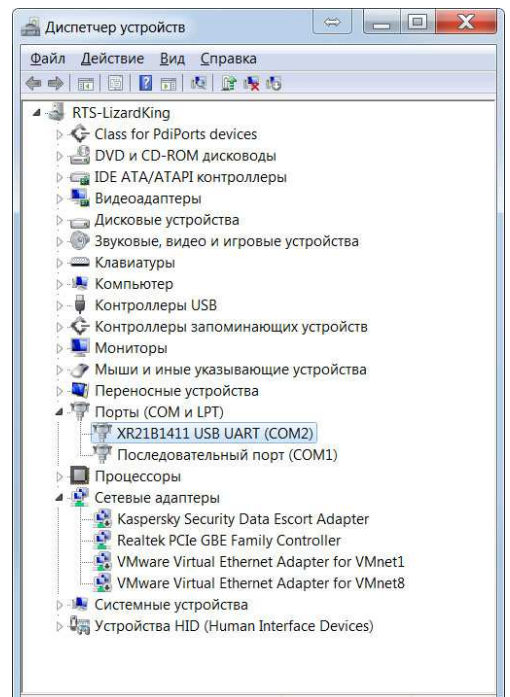 Диспетчер устройств
Файл Действие Вид Справка
RTS-LizardKing
Class for PdiPorts devices
DVD и CD-ROM дисководы
IDE ATA/ATAPI контроллеры
Видеоадаптеры
Дисковые устройства
Звуковые, видео и игровые устройства
Клавиатуры
Компьютер
Контроллеры USB
Контроллеры запоминающих устройств
Мониторы
Мыши и иные указывающие устройства
Переносные устройства
Порты (COM и LPT)
XR21B1411 USB UART (COM2)
Последовательный порт (COM1)
Процессоры
Сетевые адаптеры
Kaspersky Security Data Escort Adapter
Realtek PCIe GBE Family Controller
VMware Virtual Ethernet Adapter for VMnet1
VMware Virtual Ethernet Adapter for VMnet8
Системные устройства
Устройства HID (Human Interface Devices)